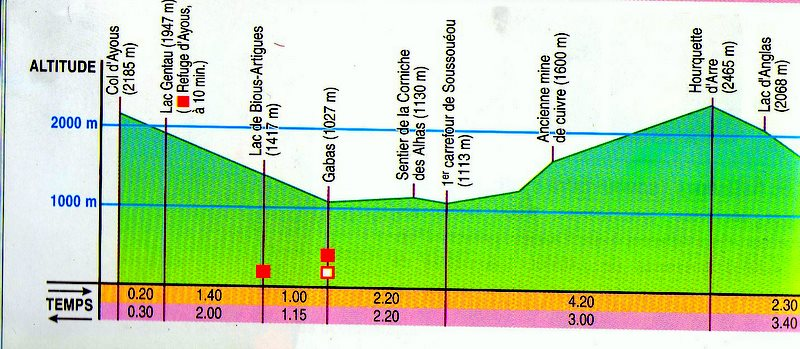 ALTITUDE
2000 m
1000 m
Col d'Ayous
(2185 m)
Lac Gentau (1947 m)
( Refuge d'Ayous,
à 10 min.)
Lac de Bious-Artigues
(1417 m)
Gabas (1027 m)
Sentier de la Corniche
des Alhas (1130 m)
1er carrefour de Soussouéou
(1113 m)
Ancienne mine
de cuivre (1600 m)
Hourquette
d'Arre
(2465 m)
Lac d'Anglas
(2068 m)
TEMPS
0.20 1.40 1.00 2.20 4.20 2.30
0.30 2.00 1.15 2.20 3.00 3.40